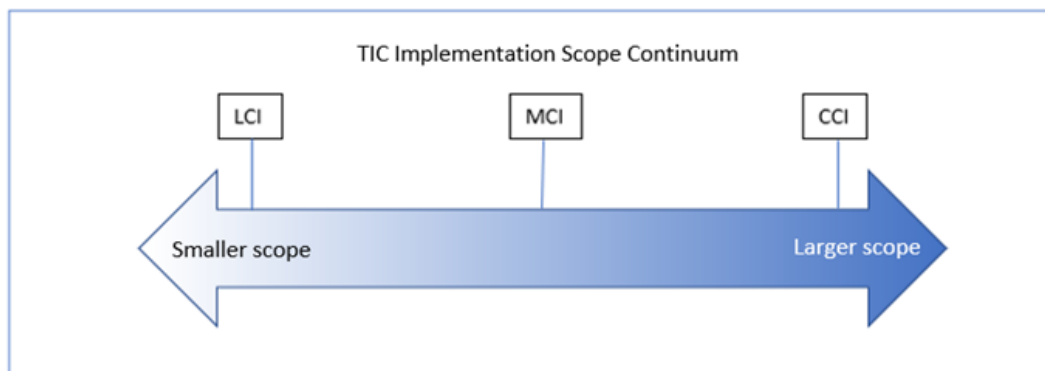 TIC Implementation Scope Continuum
LCI
MCI
CCI
Smaller scope
Larger scope